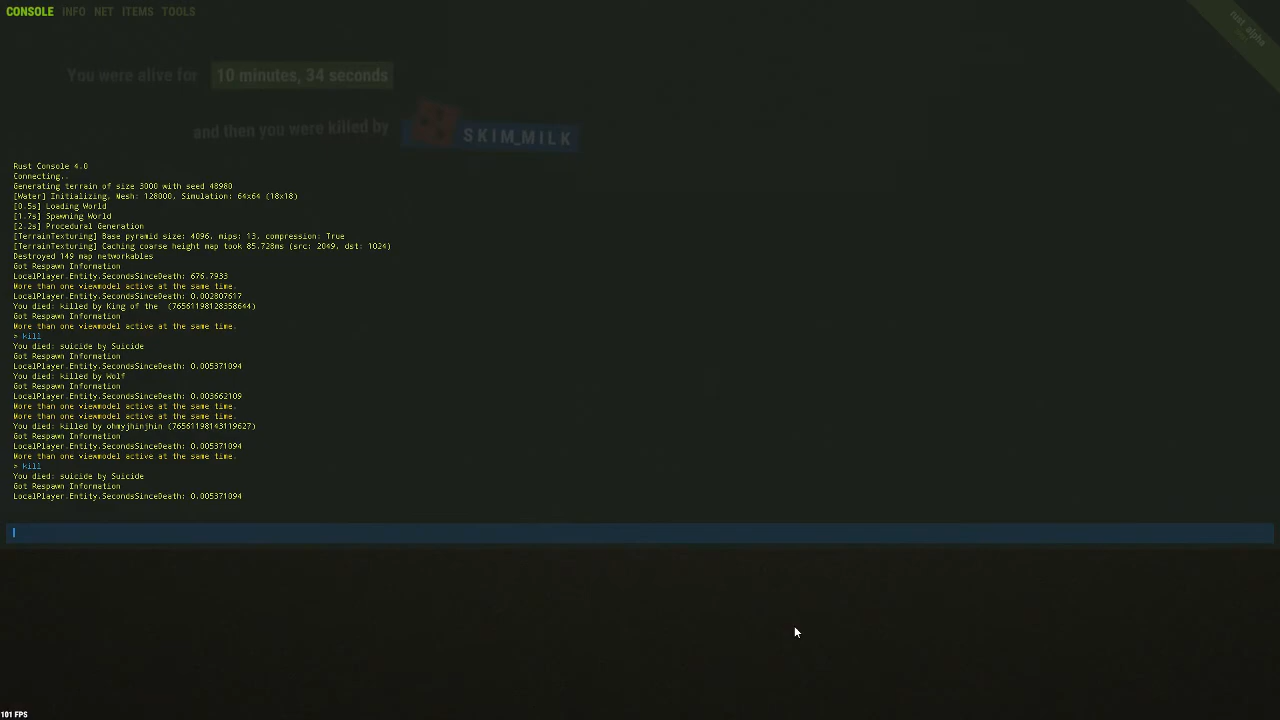 CONSOLE INFO NET ITEMS TOOLS
rust_alpha
You were alive for 10 minutes, 34 seconds
and then you were killed by SKIM_MILK
Rust Console 4.0
Connecting..
Generating terrain of size 3000 with seed 48980
[Water] Initializing, Mesh: 128000, Simulation: 64x64 (18x18)
[0.5s] Loading World
[1.7s] Spawning World
[2.2s] Procedural Generation
[TerrainTexturing] Base pyramid size: 4096, mips: 13, compression: True
[TerrainTexturing] Caching coarse height map took 85.728ms (src: 2049, dst: 1024)
Destroyed 149 map networkables
Got Respawn Information
LocalPlayer.Entity.SecondsSinceDeath: 676.7933
More than one viewmodel active at the same time.
LocalPlayer.Entity.SecondsSinceDeath: 0.002807617
You died: killed by King of the  (76561198128358644)
Got Respawn Information
More than one viewmodel active at the same time.
> kill
You died: suicide by Suicide
Got Respawn Information
LocalPlayer.Entity.SecondsSinceDeath: 0.005371094
You died: killed by Wolf
Got Respawn Information
LocalPlayer.Entity.SecondsSinceDeath: 0.003662109
More than one viewmodel active at the same time.
More than one viewmodel active at the same time.
You died: killed by ohmyjhinjhin (76561198143119627)
Got Respawn Information
LocalPlayer.Entity.SecondsSinceDeath: 0.005371094
More than one viewmodel active at the same time.
> kill
You died: suicide by Suicide
Got Respawn Information
LocalPlayer.Entity.SecondsSinceDeath: 0.005371094
101 FPS